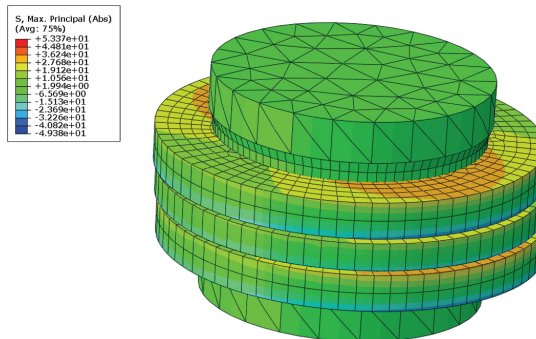 S, Max. Principal (Abs)
(Avg: 75%)
+5.337e+01
+4.481e+01
+3.624e+01
+2.768e+01
+1.912e+01
+1.056e+01
+1.994e+00
-6.569e+00
-1.513e+01
-2.369e+01
-3.226e+01
-4.082e+01
-4.938e+01